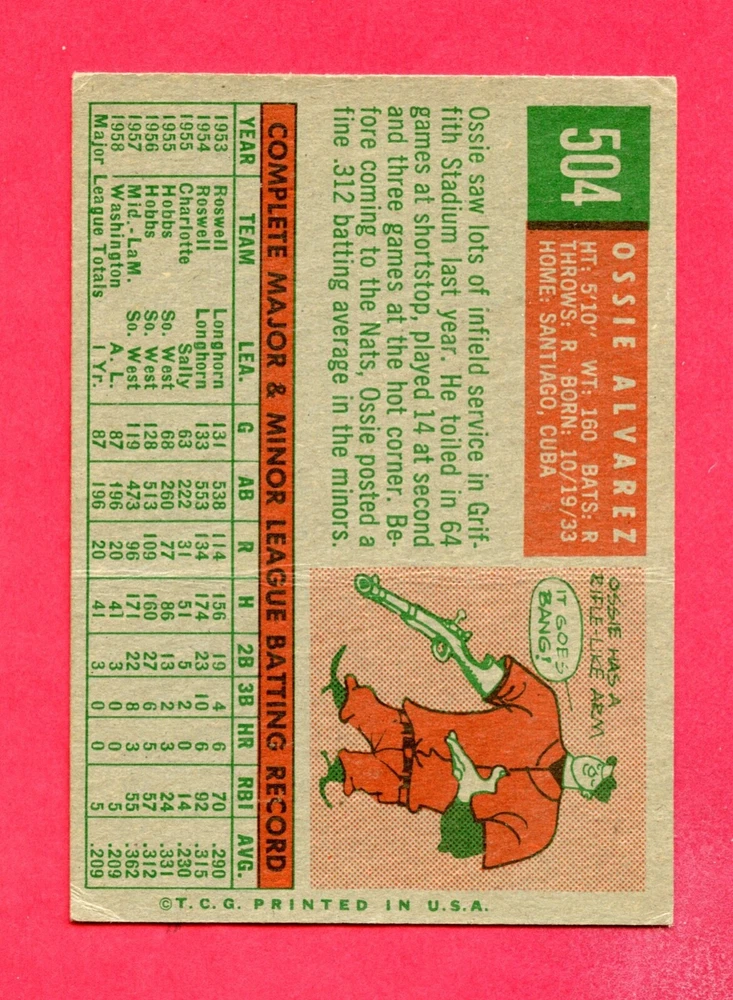 504
OSSIE ALVAREZ
HT: 5'10" WT: 160 BATS: R
THROWS: R BORN: 10/19/33
HOME: SANTIAGO, CUBA
Ossie saw lots of infield service in Grif-
fith Stadium last year. He toiled in 64
games at shortstop, played 14 at second
and three games at the hot corner. Be-
fore coming to the Nats, Ossie posted a
fine .312 batting average in the minors.
OSSIE HAS A
RIFLE-LIKE ARM
IT GOES
BANG!
COMPLETE MAJOR & MINOR LEAGUE BATTING RECORD
YEAR TEAM LEA. G AB R H 2B 3B HR RBI AVG.
1953 Roswell Longhorn 131 538 114 156 19 4 6 70 .290
1954 Roswell Longhorn 133 553 134 174 23 10 6 92 .315
1955 Charlotte Sally 63 222 31 51 5 2 0 14 .230
1955 Hobbs So. West 68 260 77 86 13 2 3 24 .331
1956 Hobbs So. West 128 513 109 160 27 6 5 57 .312
1957 Mid.-LaM. So. West 119 473 96 171 22 8 3 55 .362
1958 Washington A. L. 87 196 20 41 3 0 0 5 .209
Major League Totals 1 Yr. 87 196 20 41 3 0 0 5 .209
©T.C.G. PRINTED IN U.S.A.